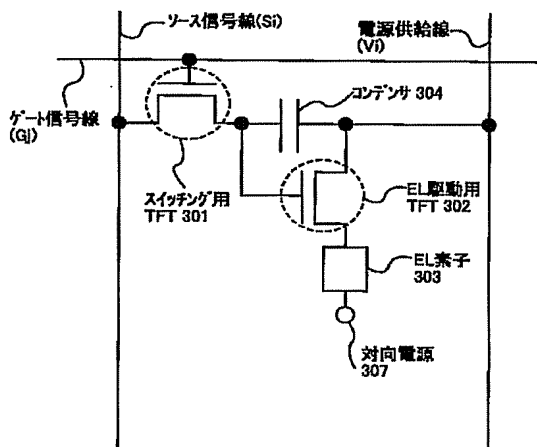 ソース信号線(Si)
電源供給線
(Vi)
ゲート信号線
(Gj)
コンデンサ 304
スイッチング用
TFT 301
EL駆動用
TFT 302
EL素子
303
対向電源
307